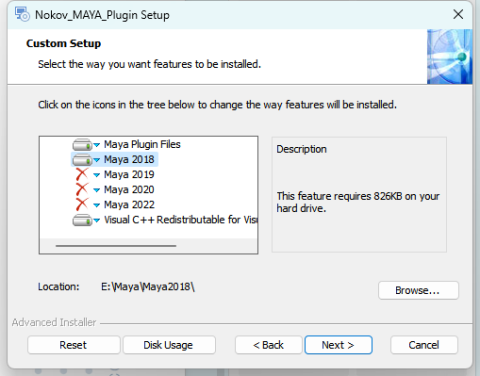 Nokov_MAYA_Plugin Setup
Custom Setup
Select the way you want features to be installed.
Click on the icons in the tree below to change the way features will be installed.
Maya Plugin Files
Maya 2018
Maya 2019
Maya 2020
Maya 2022
Visual C++ Redistributable for Visu
Description
This feature requires 826KB on your
hard drive.
Location: E:\Maya\Maya2018\
Browse...
Advanced Installer
Reset Disk Usage < Back Next > Cancel